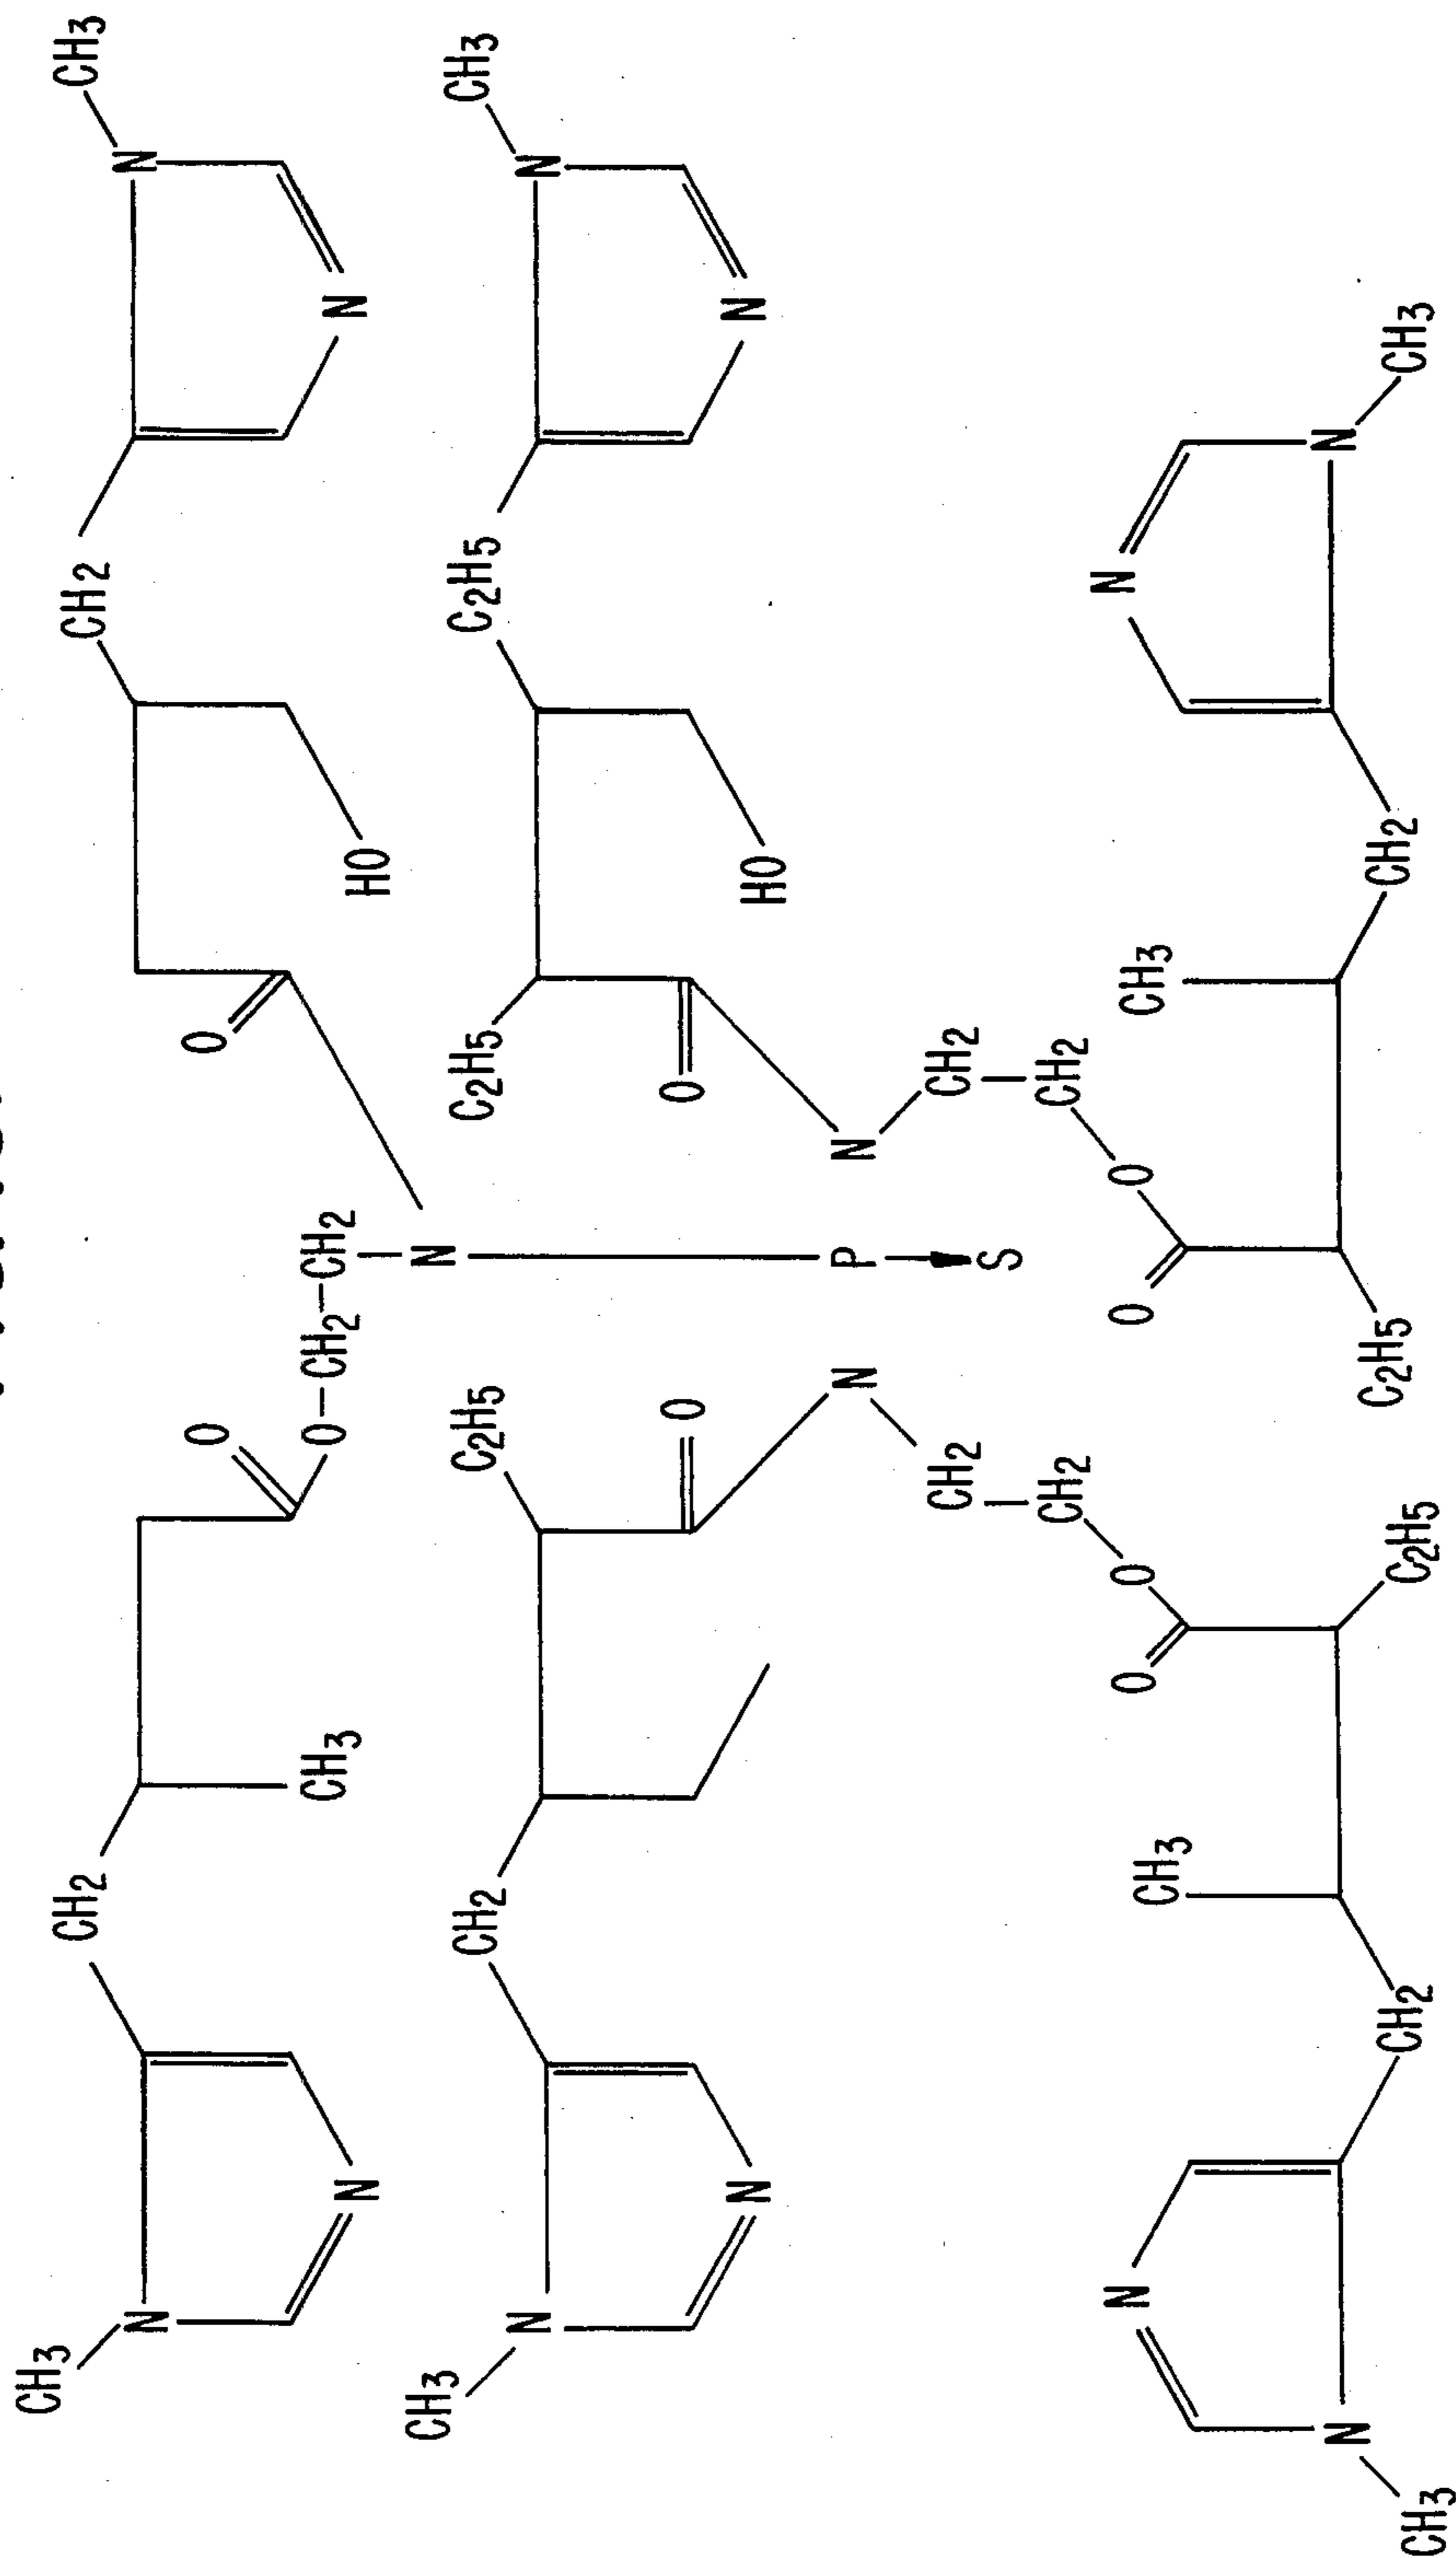 CH3 CH2 CH2 CH3
N N
O O
CH3 O-CH2-CH2
N HO N
N
CH3 CH2 C2H5 C2H5 C2H5 CH3
N N
O O
N HO N
N P N
CH2 S CH2
CH2 CH2
N CH3 O O O O CH3 N
N N
CH3 CH2 C2H5 C2H5 CH2 CH3